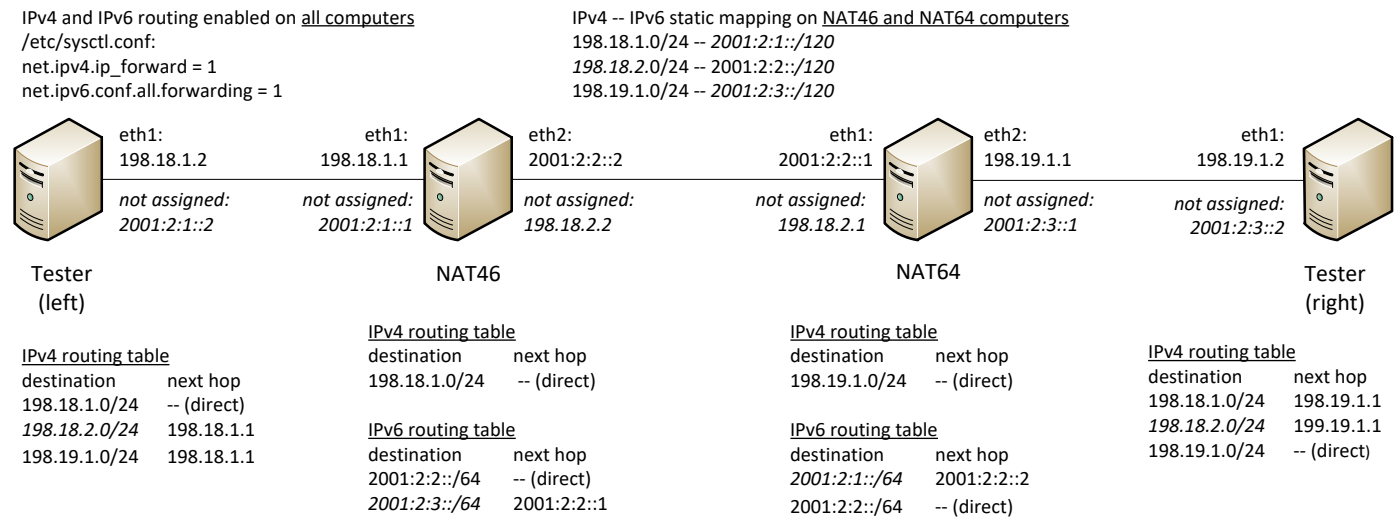 IPv4 and IPv6 routing enabled on all computers
/etc/sysctl.conf:
net.ipv4.ip_forward = 1
net.ipv6.conf.all.forwarding = 1
IPv4 -- IPv6 static mapping on NAT46 and NAT64 computers
198.18.1.0/24 -- 2001:2:1::/120
198.18.2.0/24 -- 2001:2:2::/120
198.19.1.0/24 -- 2001:2:3::/120
eth1:
198.18.1.2
not assigned:
2001:2:1::2
eth1:
198.18.1.1
not assigned:
2001:2:1::1
eth2:
2001:2:2::2
not assigned:
198.18.2.2
eth1:
2001:2:2::1
not assigned:
198.18.2.1
eth2:
198.19.1.1
not assigned:
2001:2:3::1
eth1:
198.19.1.2
not assigned:
2001:2:3::2
Tester
(left)
NAT46
NAT64
Tester
(right)
IPv4 routing table
destination next hop
198.18.1.0/24 -- (direct)
198.18.2.0/24 198.18.1.1
198.19.1.0/24 198.18.1.1
IPv4 routing table
destination next hop
198.18.1.0/24 -- (direct)
IPv6 routing table
destination next hop
2001:2:2::/64 -- (direct)
2001:2:3::/64 2001:2:2::1
IPv4 routing table
destination next hop
198.19.1.0/24 -- (direct)
IPv6 routing table
destination next hop
2001:2:1::/64 2001:2:2::2
2001:2:2::/64 -- (direct)
IPv4 routing table
destination next hop
198.18.1.0/24 198.19.1.1
198.18.2.0/24 199.19.1.1
198.19.1.0/24 -- (direct)